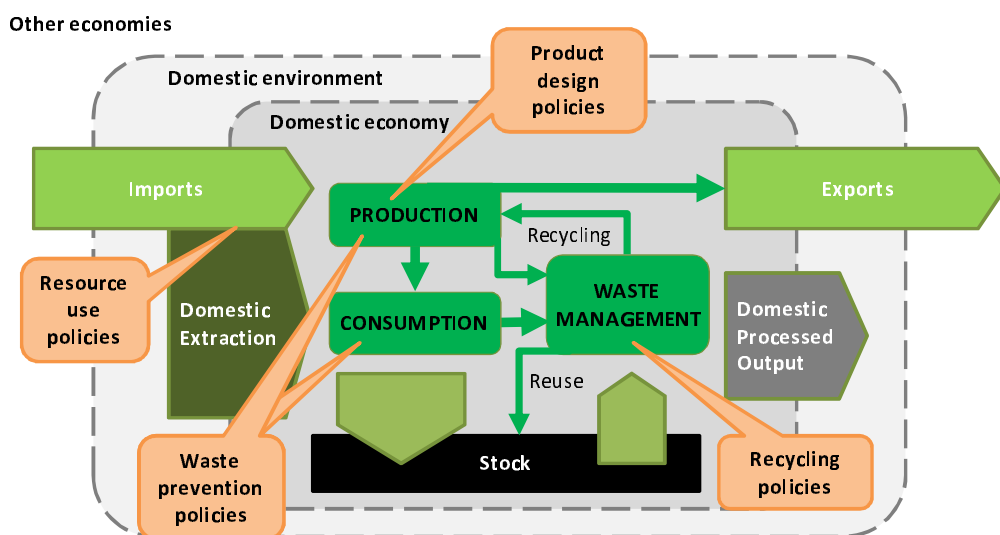 Other economies
Product
design
policies
Domestic environment
Domestic economy
Imports
Exports
PRODUCTION
Recycling
Resource
use
policies
Domestic
Extraction
WASTE
MANAGEMENT
CONSUMPTION
Domestic
Processed
Output
Reuse
Waste
prevention
policies
Stock
Recycling
policies